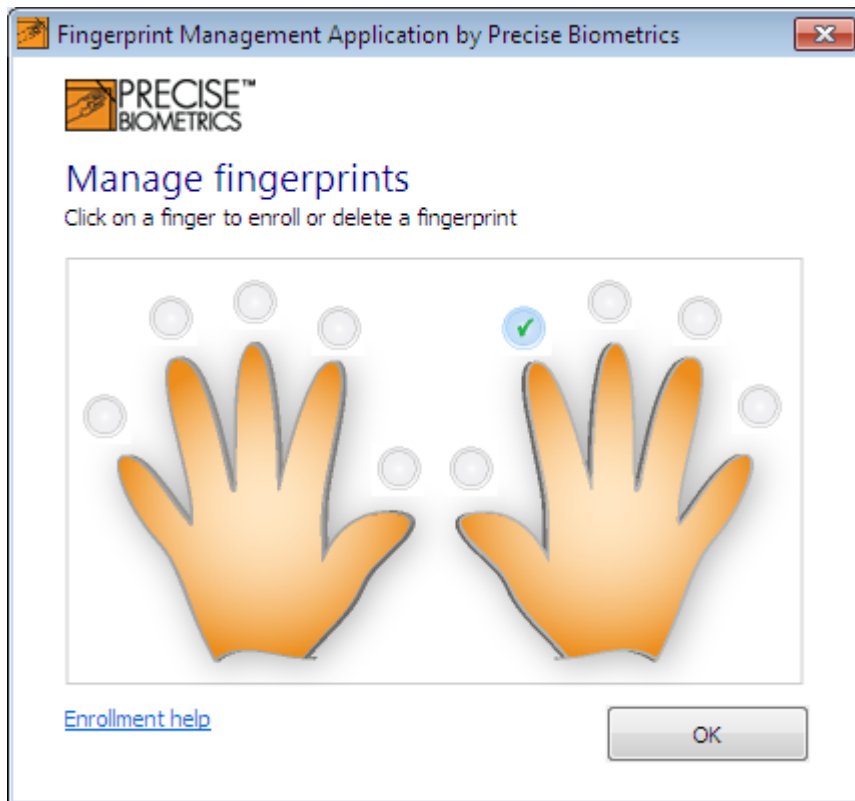 Fingerprint Management Application by Precise Biometrics
PRECISE™
BIOMETRICS
Manage fingerprints
Click on a finger to enroll or delete a fingerprint
Enrollment help
OK